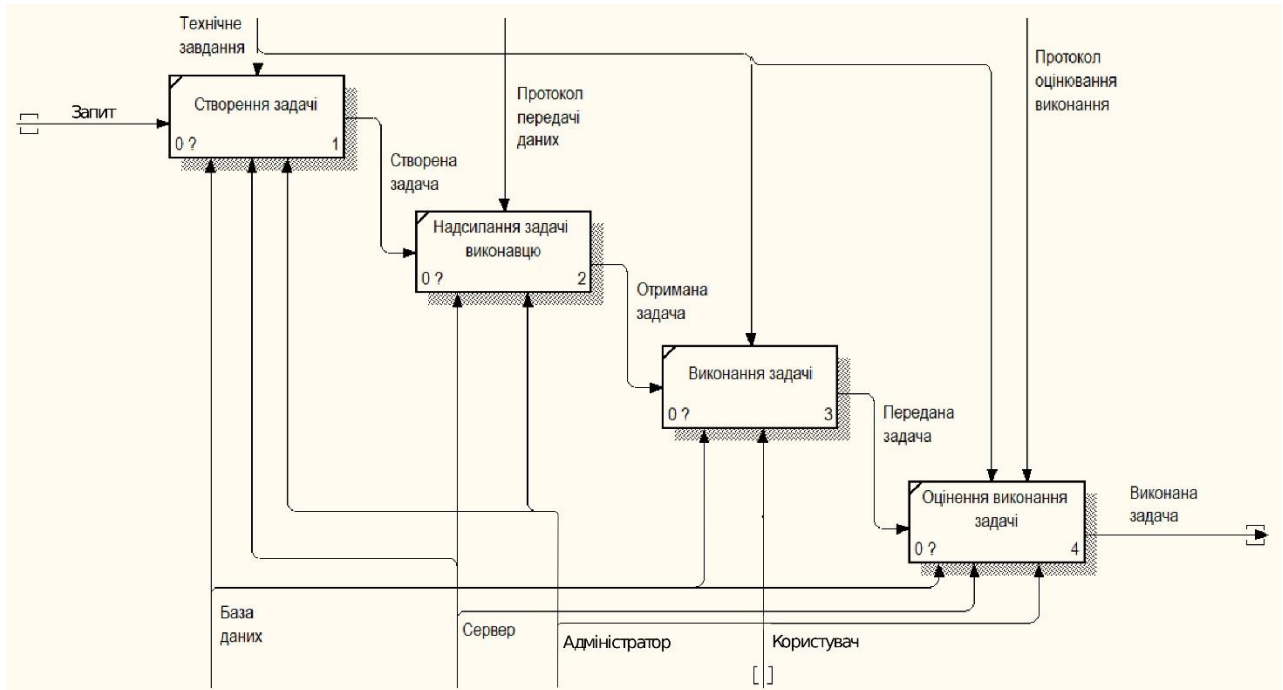 Технічне
завдання
Протокол
оцінювання
виконання
Створення задачі
0 ?
1
Запит
Протокол
передачі
даних
Створена
задача
Надсилання задачі
виконавцю
0 ?
2
Отримана
задача
Виконання задачі
0 ?
3
Передана
задача
Оцінення виконання
задачі
0 ?
4
Виконана
задача
База
даних
Сервер
Адміністратор
Користувач